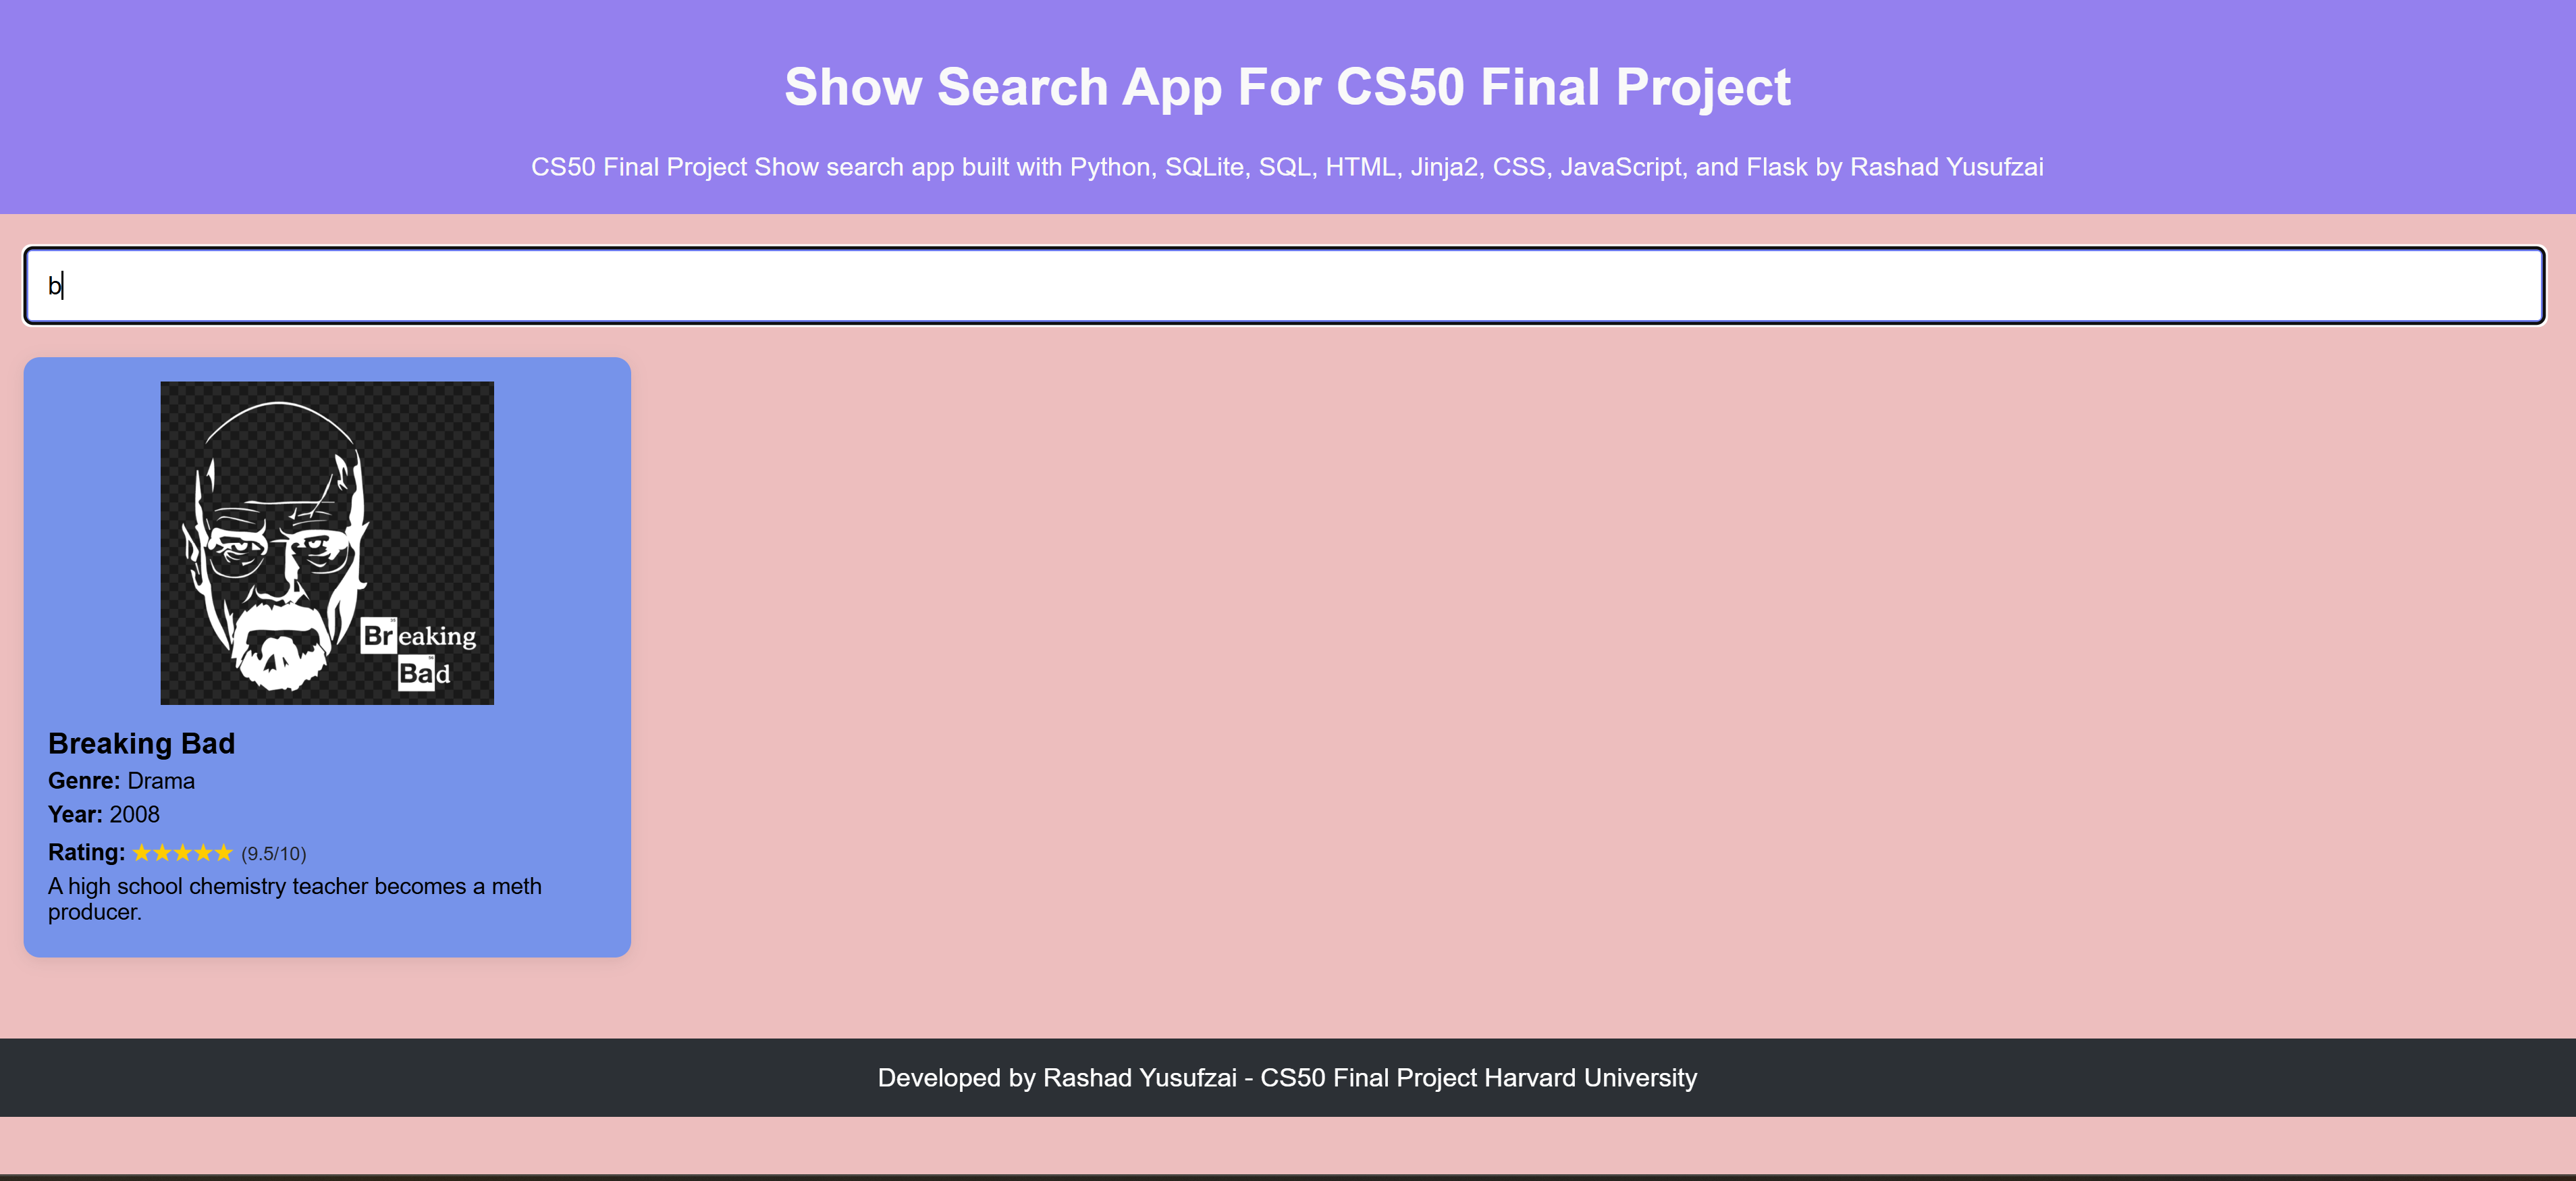 Show Search App For CS50 Final Project
CS50 Final Project Show search app built with Python, SQLite, SQL, HTML, Jinja2, CSS, JavaScript, and Flask by Rashad Yusufzai
b
Breaking
Bad
Breaking Bad
Genre: Drama
Year: 2008
Rating: ★★★★★ (9.5/10)
A high school chemistry teacher becomes a meth
producer.
Developed by Rashad Yusufzai - CS50 Final Project Harvard University